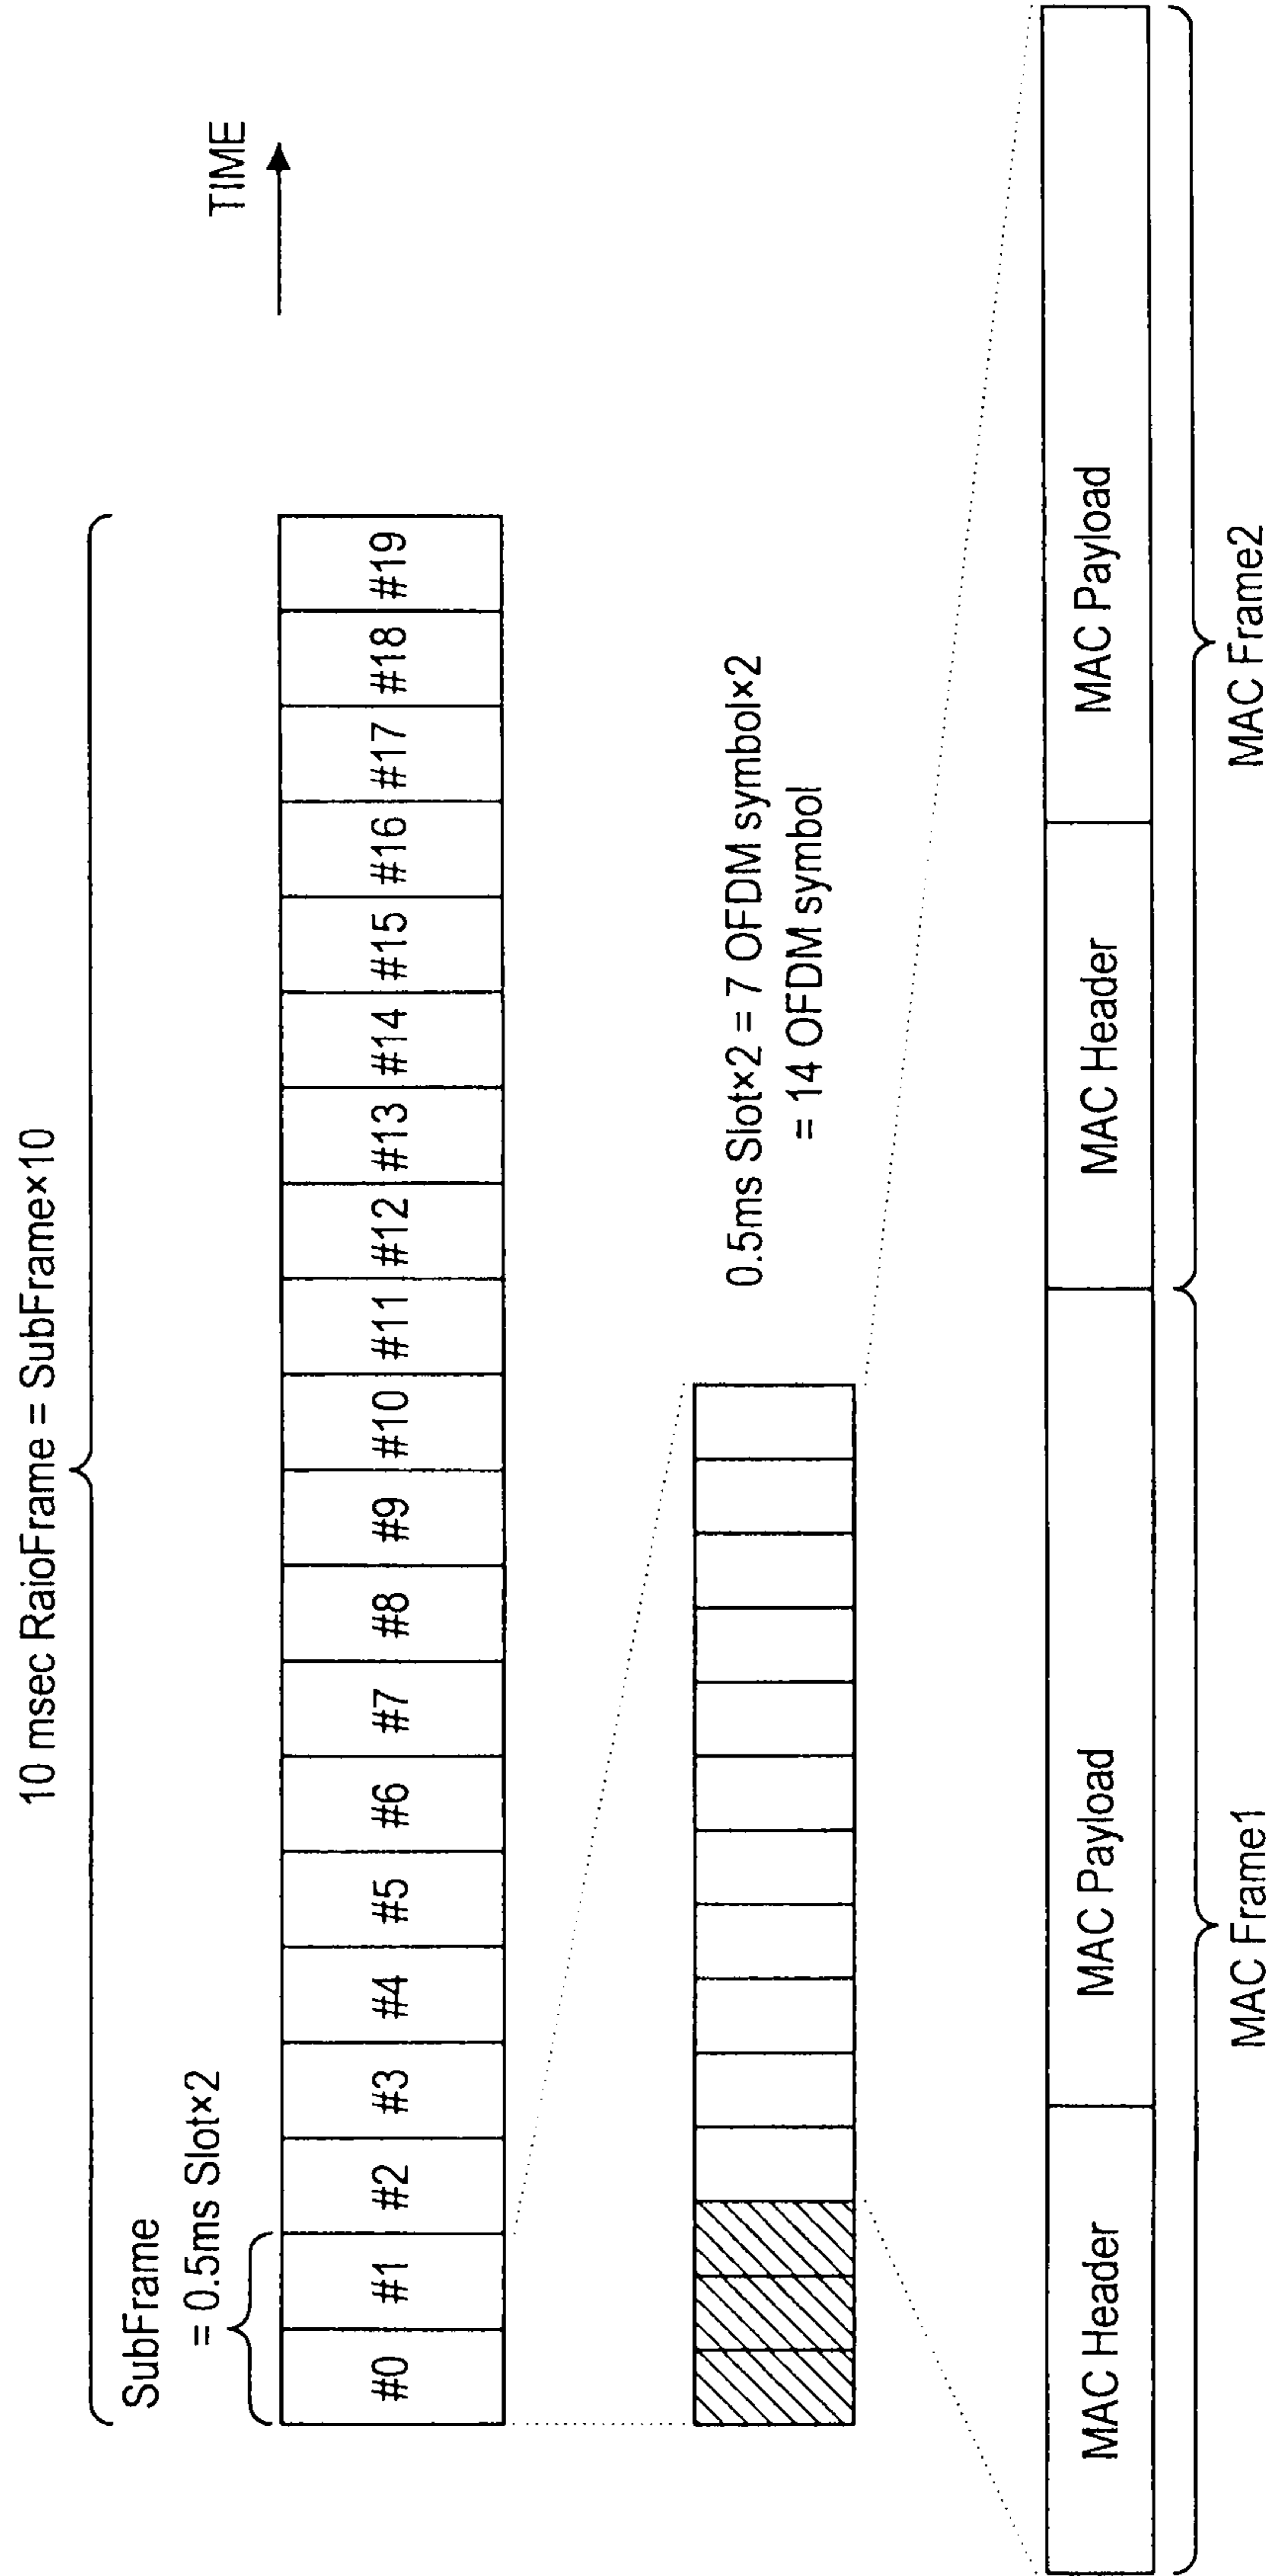 10 msec RaioFrame = SubFrame×10
SubFrame
= 0.5ms Slot×2
TIME
#0 #1 #2 #3 #4 #5 #6 #7 #8 #9 #10 #11 #12 #13 #14 #15 #16 #17 #18 #19
0.5ms Slot×2 = 7 OFDM symbol×2
= 14 OFDM symbol
MAC Header MAC Payload MAC Header MAC Payload
MAC Frame1 MAC Frame2